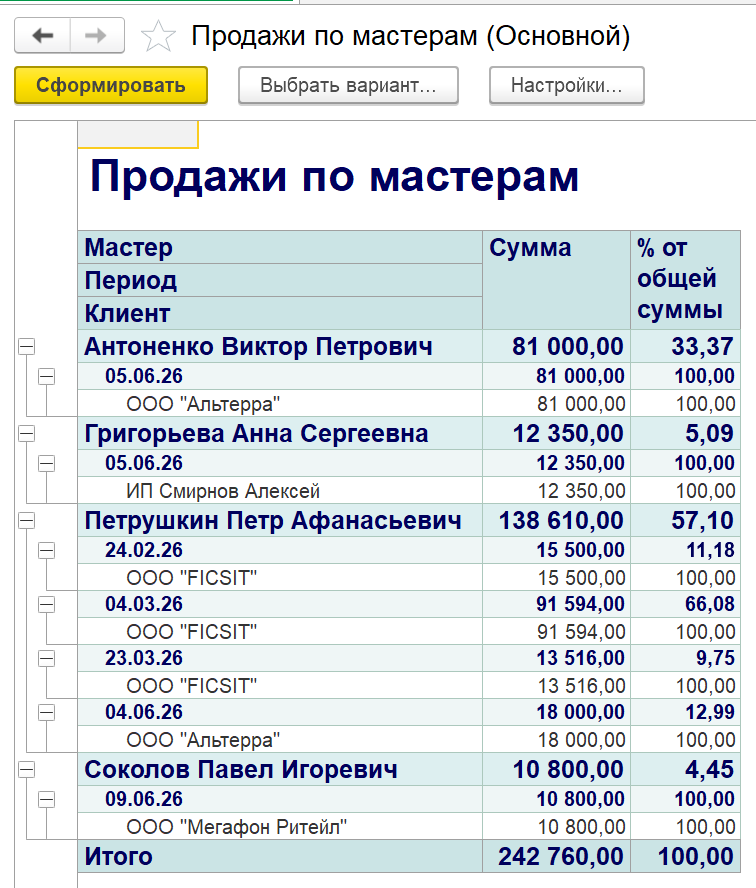 Продажи по мастерам (Основной)
Сформировать Выбрать вариант... Настройки...
Продажи по мастерам
Мастер Сумма % от общей суммы
Период
Клиент
Антоненко Виктор Петрович 81 000,00 33,37
05.06.26 81 000,00 100,00
ООО "Альтерра" 81 000,00 100,00
Григорьева Анна Сергеевна 12 350,00 5,09
05.06.26 12 350,00 100,00
ИП Смирнов Алексей 12 350,00 100,00
Петрушкин Петр Афанасьевич 138 610,00 57,10
24.02.26 15 500,00 11,18
ООО "FICSIT" 15 500,00 100,00
04.03.26 91 594,00 66,08
ООО "FICSIT" 91 594,00 100,00
23.03.26 13 516,00 9,75
ООО "FICSIT" 13 516,00 100,00
04.06.26 18 000,00 12,99
ООО "Альтерра" 18 000,00 100,00
Соколов Павел Игоревич 10 800,00 4,45
09.06.26 10 800,00 100,00
ООО "Мегафон Ритейл" 10 800,00 100,00
Итого 242 760,00 100,00